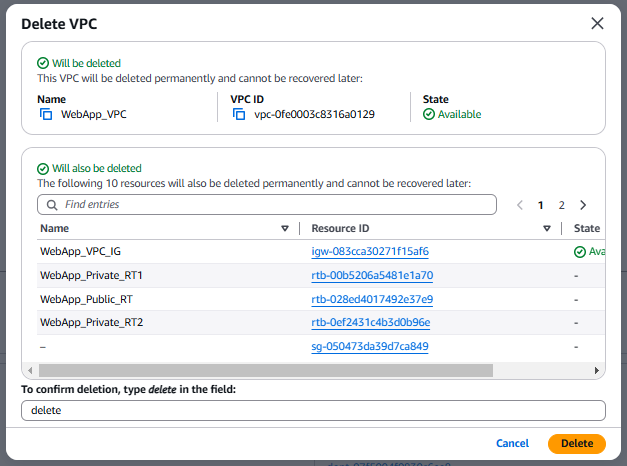 Delete VPC
Will be deleted
This VPC will be deleted permanently and cannot be recovered later:
Name VPC ID State
WebApp_VPC vpc-0fe0003c8316a0129 Available
Will also be deleted
The following 10 resources will also be deleted permanently and cannot be recovered later:
Find entries 1 2
Name Resource ID State
WebApp_VPC_IG igw-083cca30271f15af6 Ava
WebApp_Private_RT1 rtb-00b5206a5481e1a70 -
WebApp_Public_RT rtb-028ed4017492e37e9 -
WebApp_Private_RT2 rtb-0ef2431c4b3d0b96e -
– sg-050473da39d7ca849 -
To confirm deletion, type delete in the field:
delete
Cancel Delete